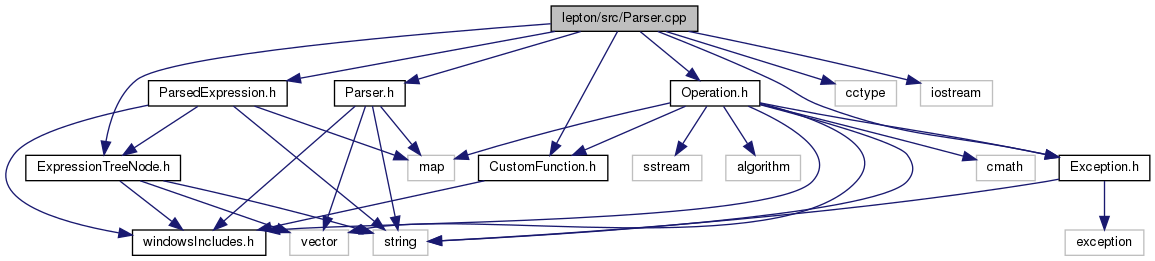 lepton/src/Parser.cpp
ParsedExpression.h
Parser.h
Operation.h
cctype
iostream
ExpressionTreeNode.h
map
CustomFunction.h
sstream
algorithm
cmath
Exception.h
windowsIncludes.h
vector
string
exception